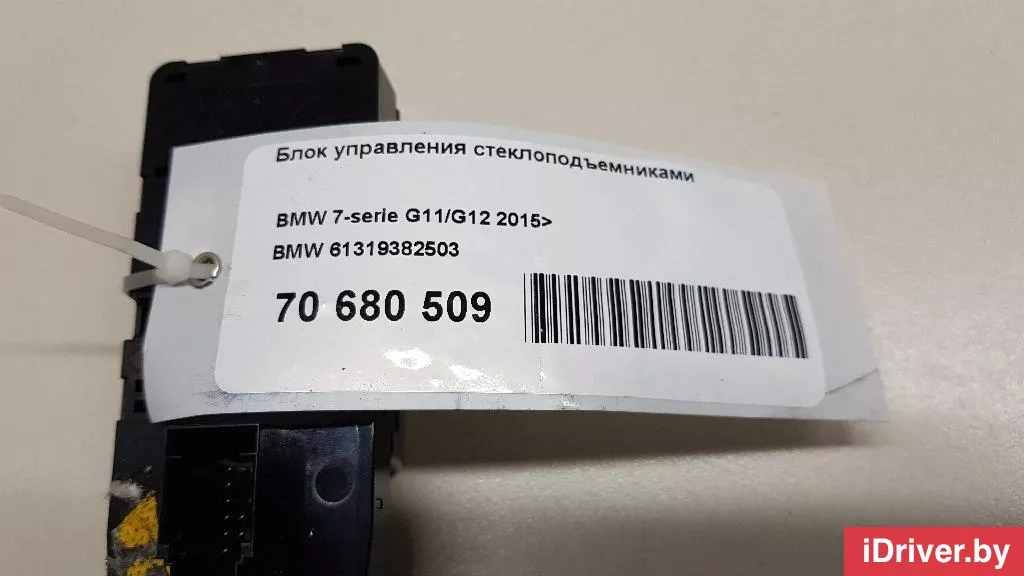 Блок управления стеклоподъемниками
BMW 7-serie G11/G12 2015>
BMW 61319382503
70 680 509
iDriver.by